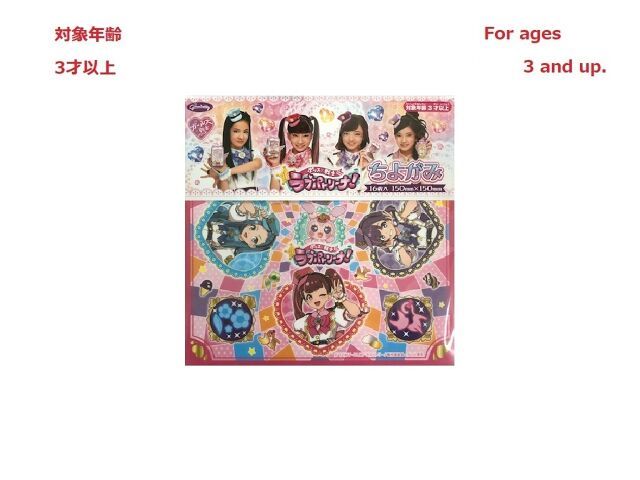 対象年齢
3才以上
For ages
3 and up.
対象年齢 3 才以上
ラブパトリーナ!
ちよがみ
16枚入 150mm×150mm
ラブパトリーナ!